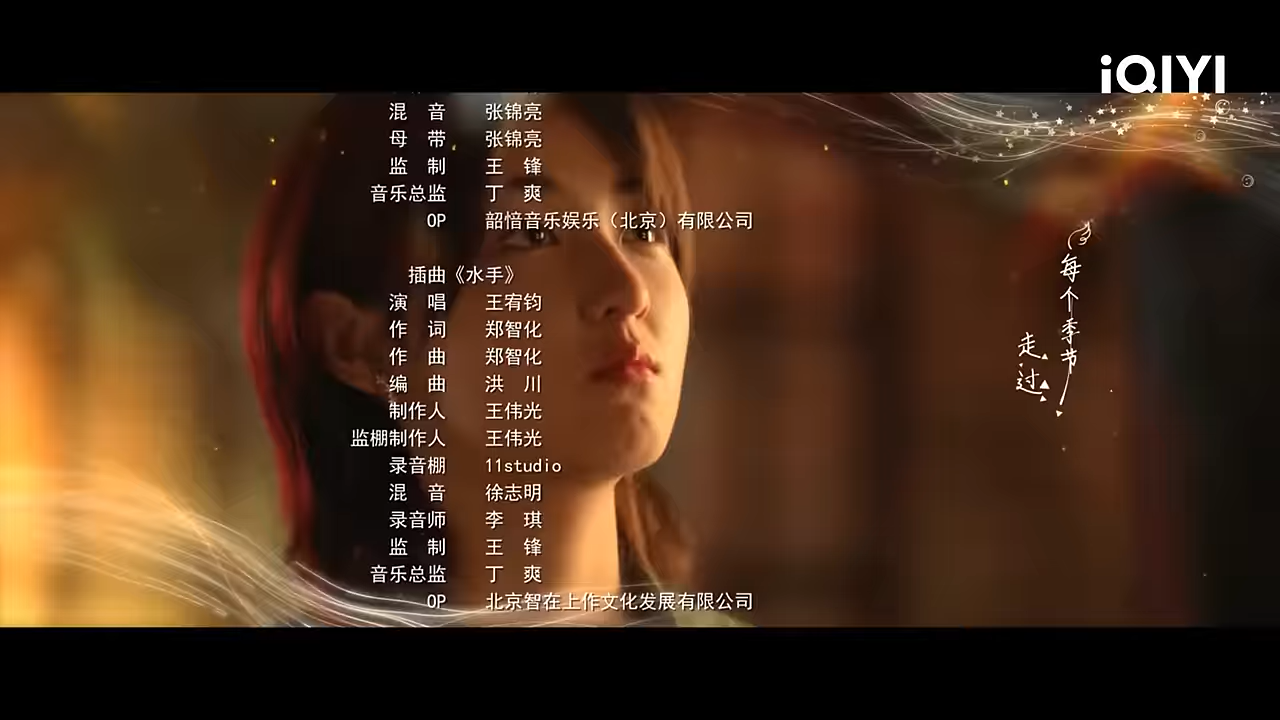 iQIYI
混 音 张锦亮
母 带 张锦亮
监 制 王 锋
音乐总监 丁 爽
OP 韶愔音乐娱乐（北京）有限公司
插曲《水手》
演 唱 王宥钧
作 词 郑智化
作 曲 郑智化
编 曲 洪 川
制作人 王伟光
监棚制作人 王伟光
录音棚 11studio
混 音 徐志明
录音师 李 琪
监 制 王 锋
音乐总监 丁 爽
OP 北京智在上作文化发展有限公司
每个季节
走过